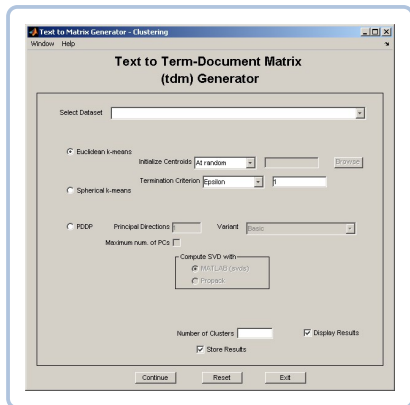 Text to Matrix Generator - Clustering
Window Help
Text to Term-Document Matrix
(tdm) Generator
Select Dataset
Euclidean k-means
Initialize Centroids At random Browse
Termination Criterion Epsilon 1
Spherical k-means
PDDP Principal Directions 1 Variant Basic
Maximum num. of PCs
Compute SVD with
MATLAB (svds)
Propack
Number of Clusters Display Results
Store Results
Continue Reset Exit